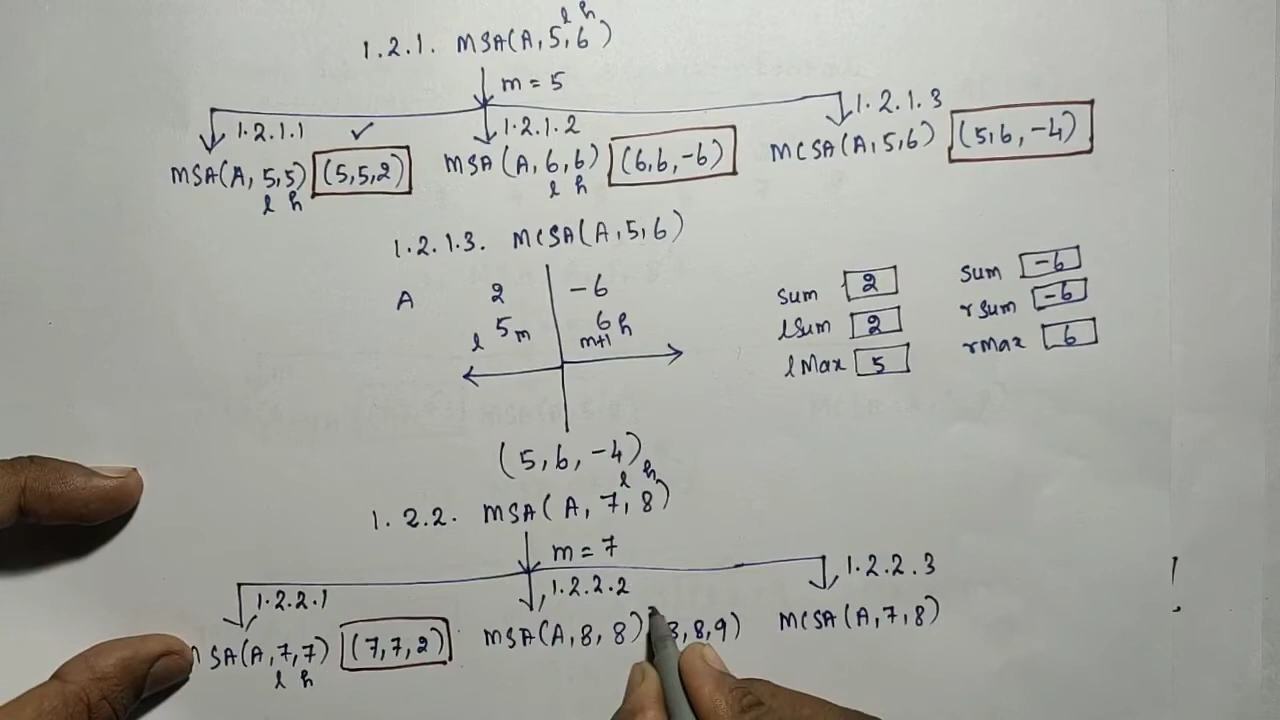 l h
1.2.1. MSA(A,5,6)
m = 5
1.2.1.1 ✓ 1.2.1.2 1.2.1.3
MSA(A, 5,5) (5,5,2) MSA(A, 6,6) (6,6,-6) MCSA(A,5,6) (5,6,-4)
l h l h
1.2.1.3. MCSA(A,5,6)
A 2 -6 sum 2 sum -6
l 5 m 6 h lsum 2 rsum -6
m+1 lMax 5 rMax 6
(5,6,-4) h
l h
1.2.2. MSA(A,7,8)
m = 7
1.2.2.1 1.2.2.2 1.2.2.3
SA(A,7,7) (7,7,2) MSA(A,8,8) 8,8,9) MCSA(A,7,8)
l h